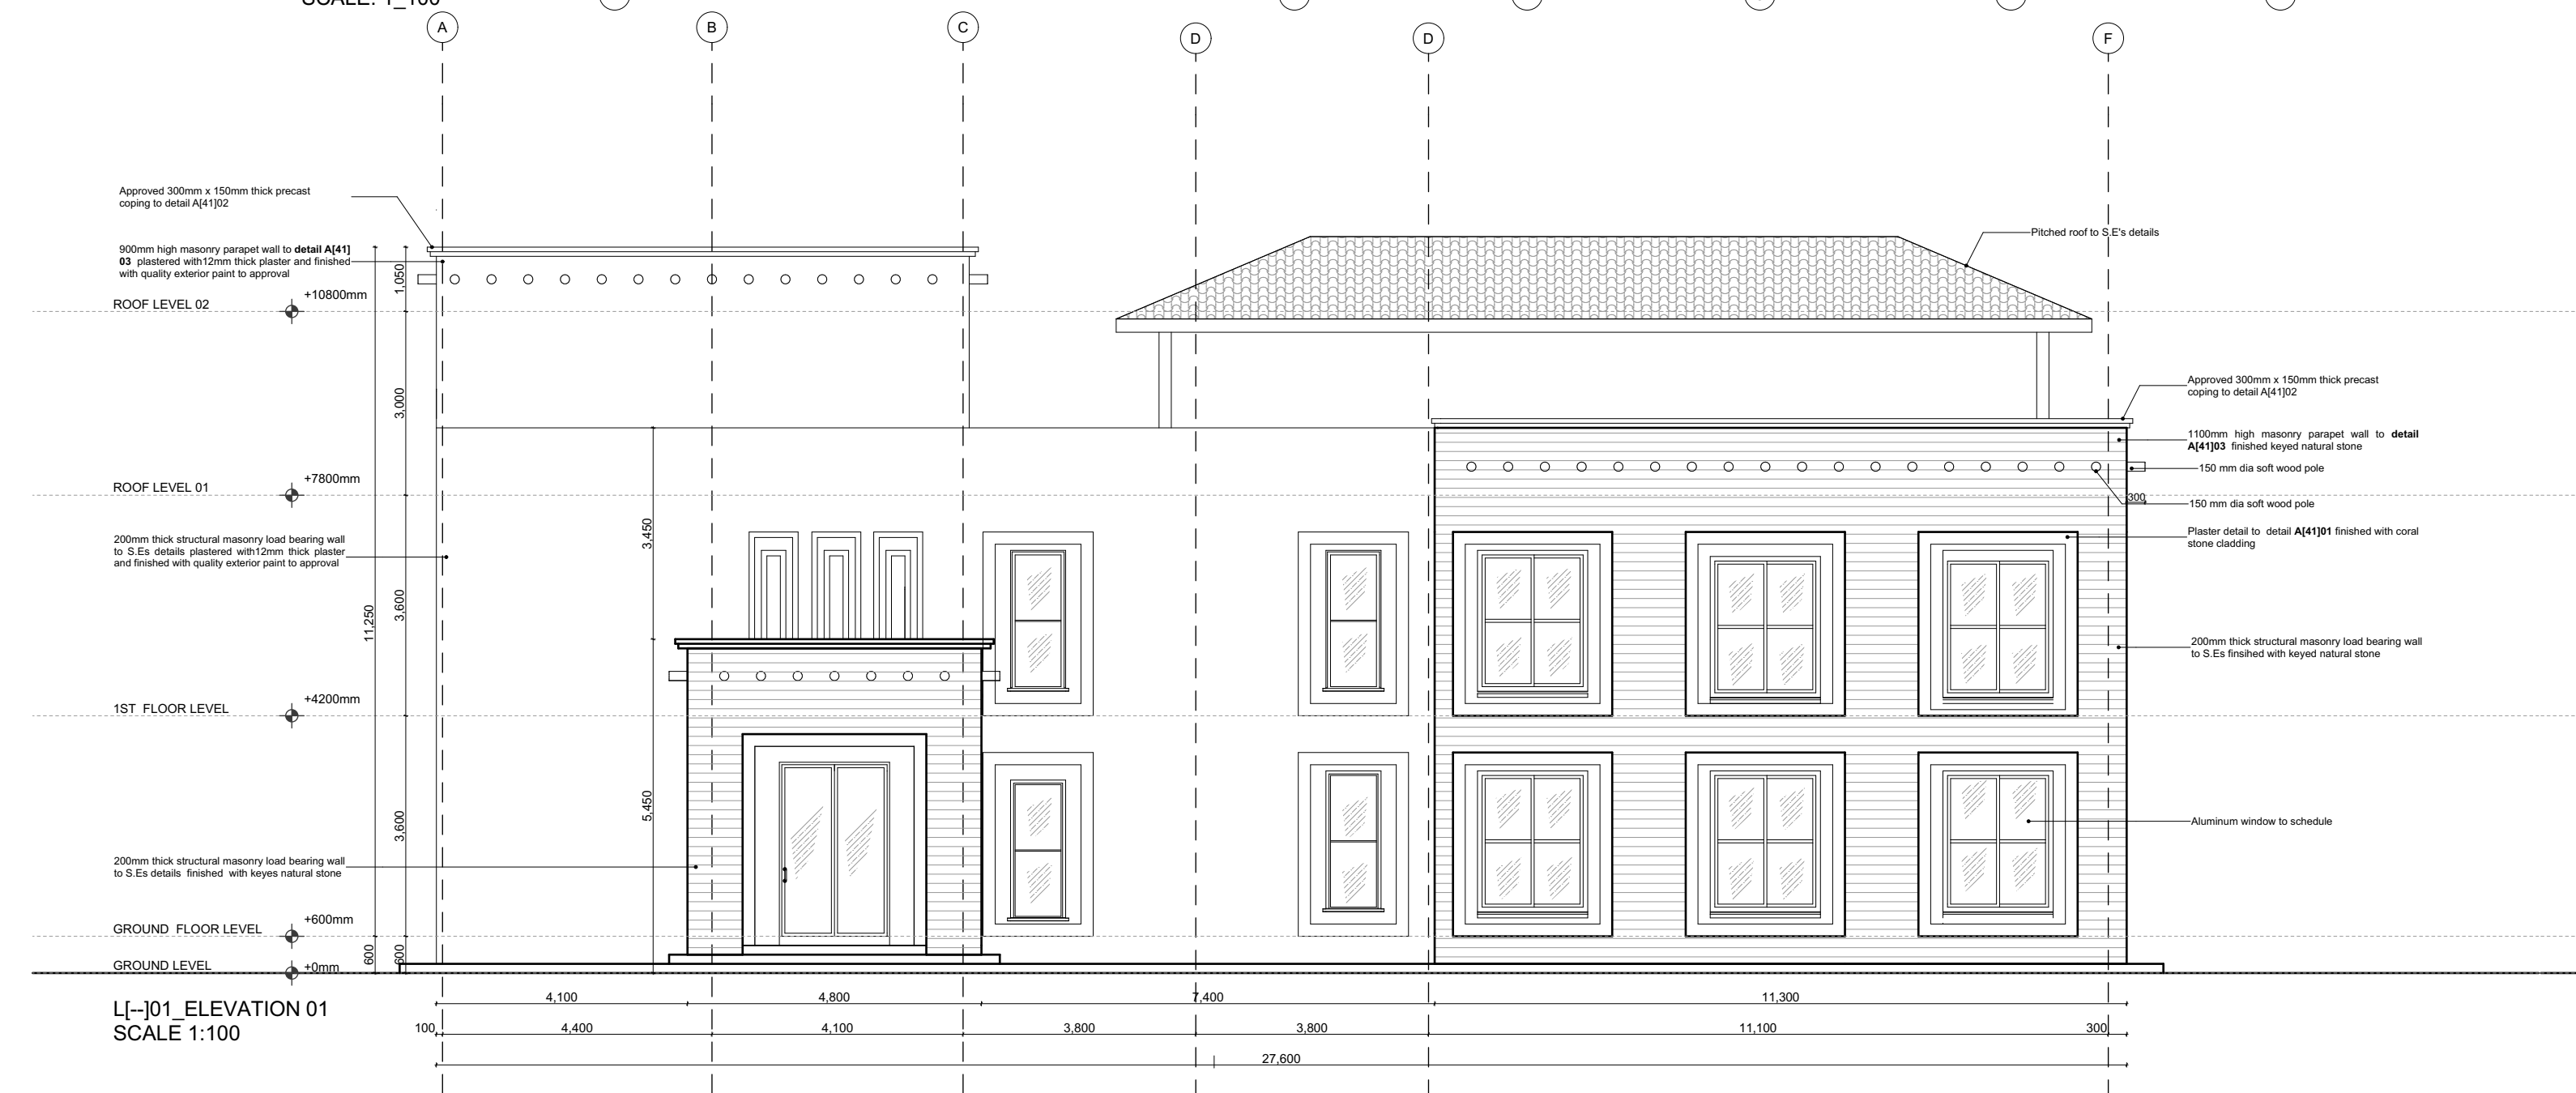 SCALE: 1_100
A
B
C
D
D
F
Approved 300mm x 150mm thick precast
coping to detail A[41]02
900mm high masonry parapet wall to detail A[41]
03 plastered with12mm thick plaster and finished
with quality exterior paint to approval
+10800mm
ROOF LEVEL 02
+7800mm
ROOF LEVEL 01
200mm thick structural masonry load bearing wall
to S.Es details plastered with12mm thick plaster
and finished with quality exterior paint to approval
+4200mm
1ST FLOOR LEVEL
200mm thick structural masonry load bearing wall
to S.Es details finished with keyes natural stone
+600mm
GROUND FLOOR LEVEL
GROUND LEVEL
+0mm
1,050
3,000
3,600
11,250
3,600
600
600
3,450
5,450
Pitched roof to S.E's details
Approved 300mm x 150mm thick precast
coping to detail A[41]02
1100mm high masonry parapet wall to detail
A[41]03 finished keyed natural stone
150 mm dia soft wood pole
300
150 mm dia soft wood pole
Plaster detail to detail A[41]01 finished with coral
stone cladding
200mm thick structural masonry load bearing wall
to S.Es finsihed with keyed natural stone
Aluminum window to schedule
L[--]01_ELEVATION 01
SCALE 1:100
4,100
4,800
7,400
11,300
100
4,400
4,100
3,800
3,800
11,100
300
27,600